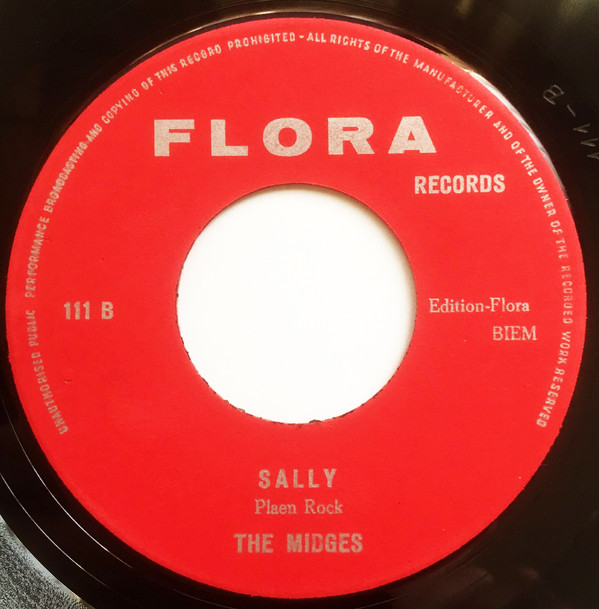 UNAUTHORISED PUBLIC PERFORMANCE BROADCASTING AND COPYING OF THIS RECORD PROHIBITED - ALL RIGHTS OF THE MANUFACTURER AND OF THE OWNER OF THE RECORDED WORK RESERVED
FLORA
RECORDS
111 B
Edition-Flora
BIEM
SALLY
Plaen Rock
THE MIDGES
111-B